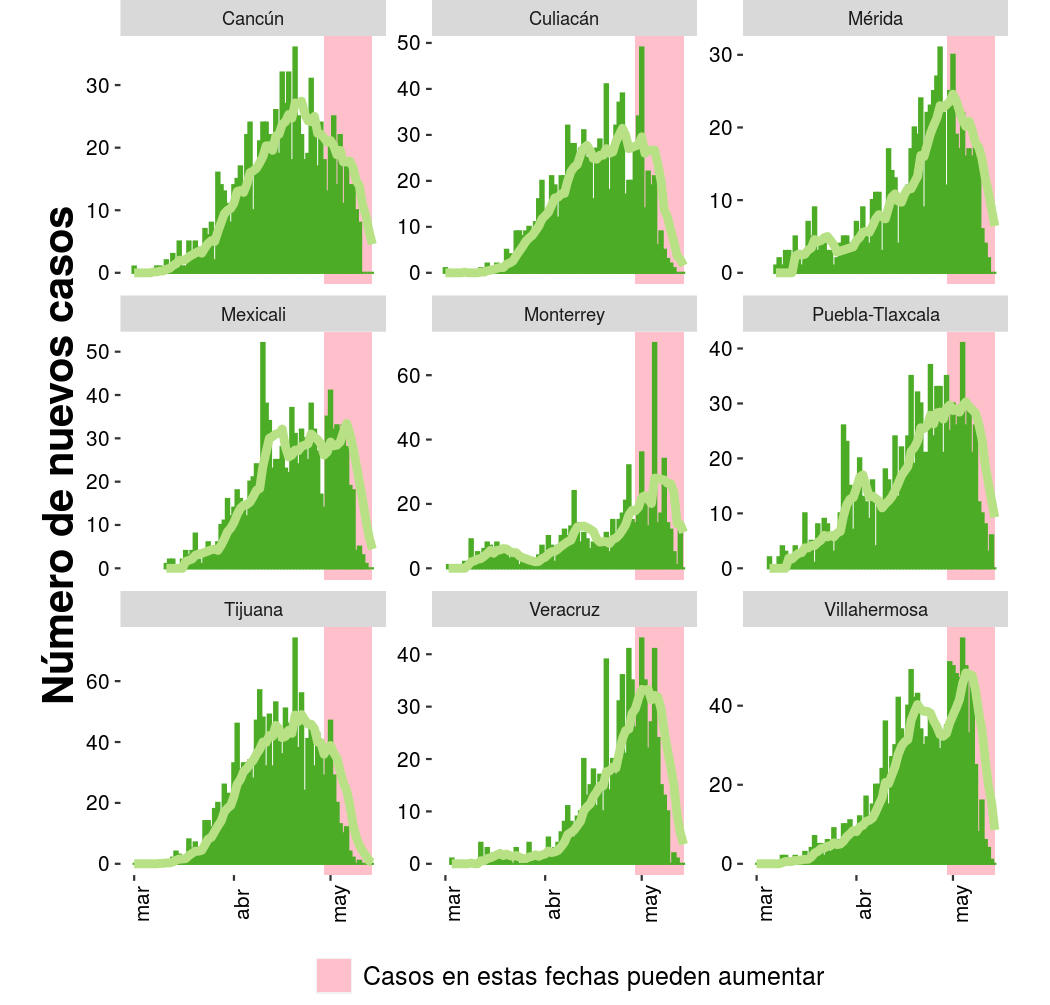 Número de nuevos casos
Cancún
Culiacán
Mérida
30
20
10
0
50
40
30
20
10
0
30
20
10
0
Mexicali
Monterrey
Puebla-Tlaxcala
50
40
30
20
10
0
60
40
20
0
40
30
20
10
0
Tijuana
Veracruz
Villahermosa
60
40
20
0
40
30
20
10
0
40
20
0
mar
abr
may
mar
abr
may
mar
abr
may
Casos en estas fechas pueden aumentar